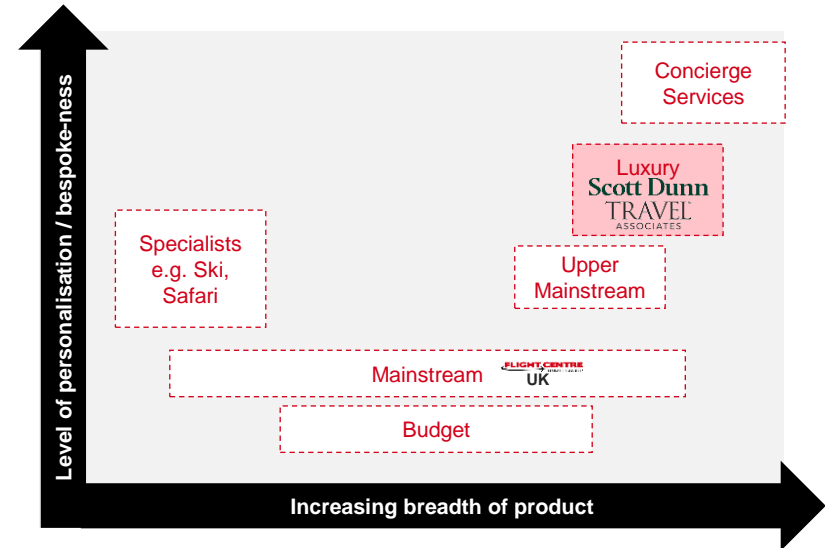 Concierge
Services
Luxury
Scott Dunn
TRAVEL
ASSOCIATES
Specialists
e.g. Ski,
Safari
Upper
Mainstream
Mainstream
FLIGHT CENTRE
UK
Budget
Level of personalisation / bespoke-ness
Increasing breadth of product